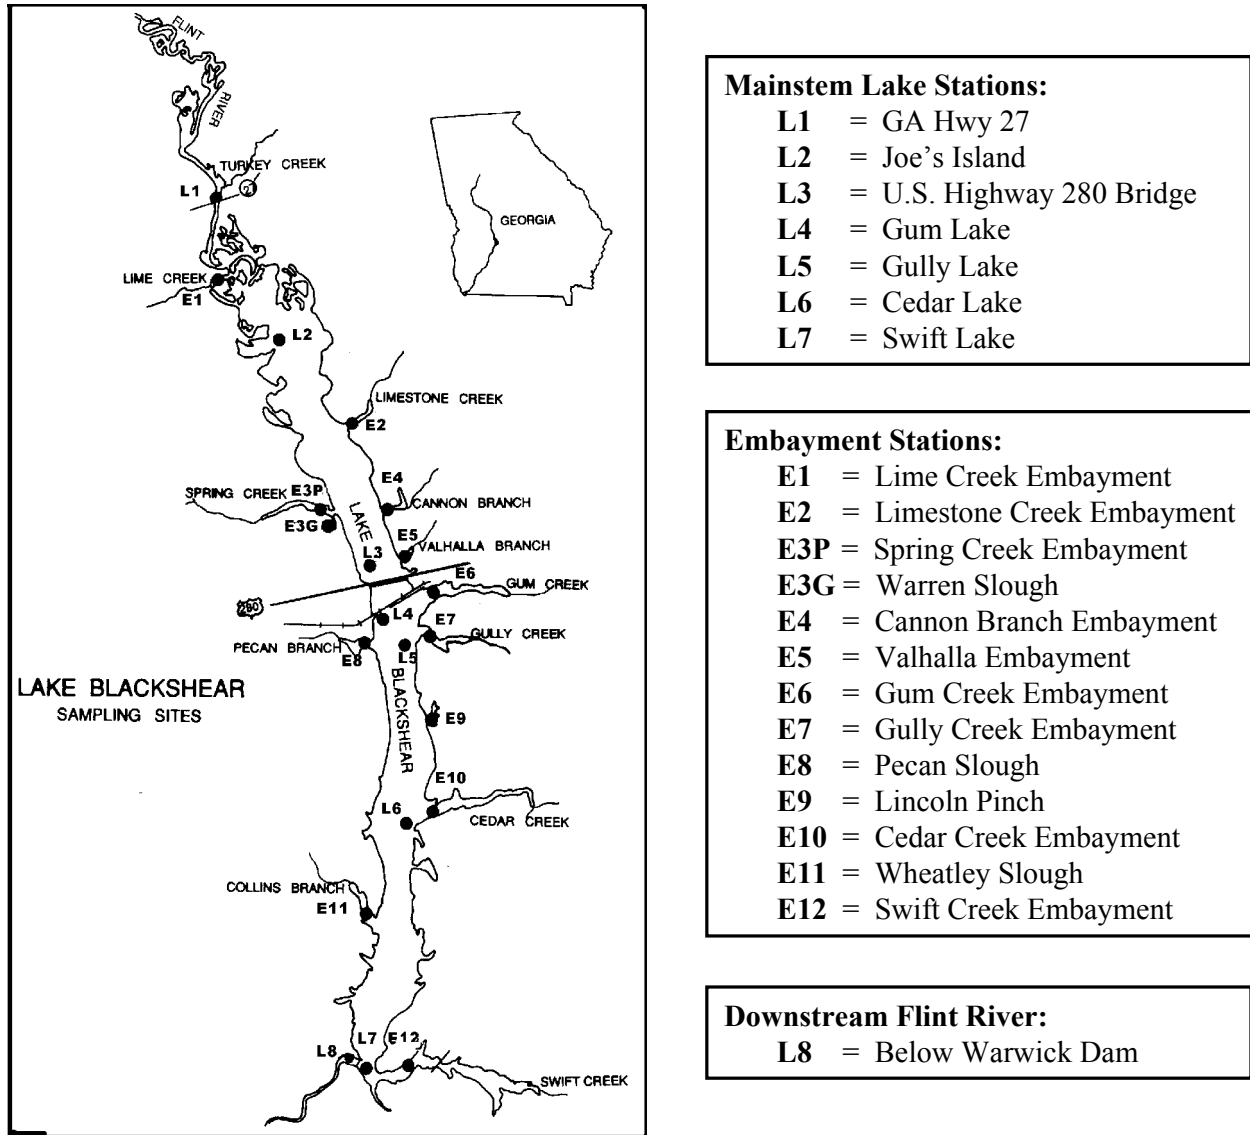 FLINT
RIVER
TURKEY CREEK
L1
27
GEORGIA
LIME CREEK
E1
L2
LIMESTONE CREEK
E2
SPRING CREEK
E3P
E4
CANNON BRANCH
LAKE
E3G
E5
VALHALLA BRANCH
L3
E6
GUM CREEK
280
L4
E7
GULLY CREEK
PECAN BRANCH
E8
L5
LAKE BLACKSHEAR
SAMPLING SITES
BLACKSHEAR
E9
E10
L6
CEDAR CREEK
COLLINS BRANCH
E11
L7
E12
L8
SWIFT CREEK
Mainstem Lake Stations:
L1 = GA Hwy 27
L2 = Joe's Island
L3 = U.S. Highway 280 Bridge
L4 = Gum Lake
L5 = Gully Lake
L6 = Cedar Lake
L7 = Swift Lake
Embayment Stations:
E1 = Lime Creek Embayment
E2 = Limestone Creek Embayment
E3P = Spring Creek Embayment
E3G = Warren Slough
E4 = Cannon Branch Embayment
E5 = Valhalla Embayment
E6 = Gum Creek Embayment
E7 = Gully Creek Embayment
E8 = Pecan Slough
E9 = Lincoln Pinch
E10 = Cedar Creek Embayment
E11 = Wheatley Slough
E12 = Swift Creek Embayment
Downstream Flint River:
L8 = Below Warwick Dam